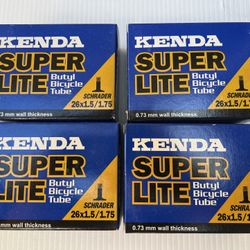 KENDA
SUPER
LITE
Butyl
Bicycle
Tube
SCHRADER
26x1.5/1.75
0.73 mm wall thickness
KENDA
SUPER
LITE
Butyl
Bicycle
Tube
SCHRADER
26x1.5/1.75
0.73 mm wall thickness
KENDA
SUPER
LITE
Butyl
Bicycle
Tube
SCHRADER
26x1.5/1.75
mm wall thickness
KENDA
SUPER
LITE
Butyl
Bicycle
Tube
SCHRADER
26x1.5/1
0.73 mm wall thickness